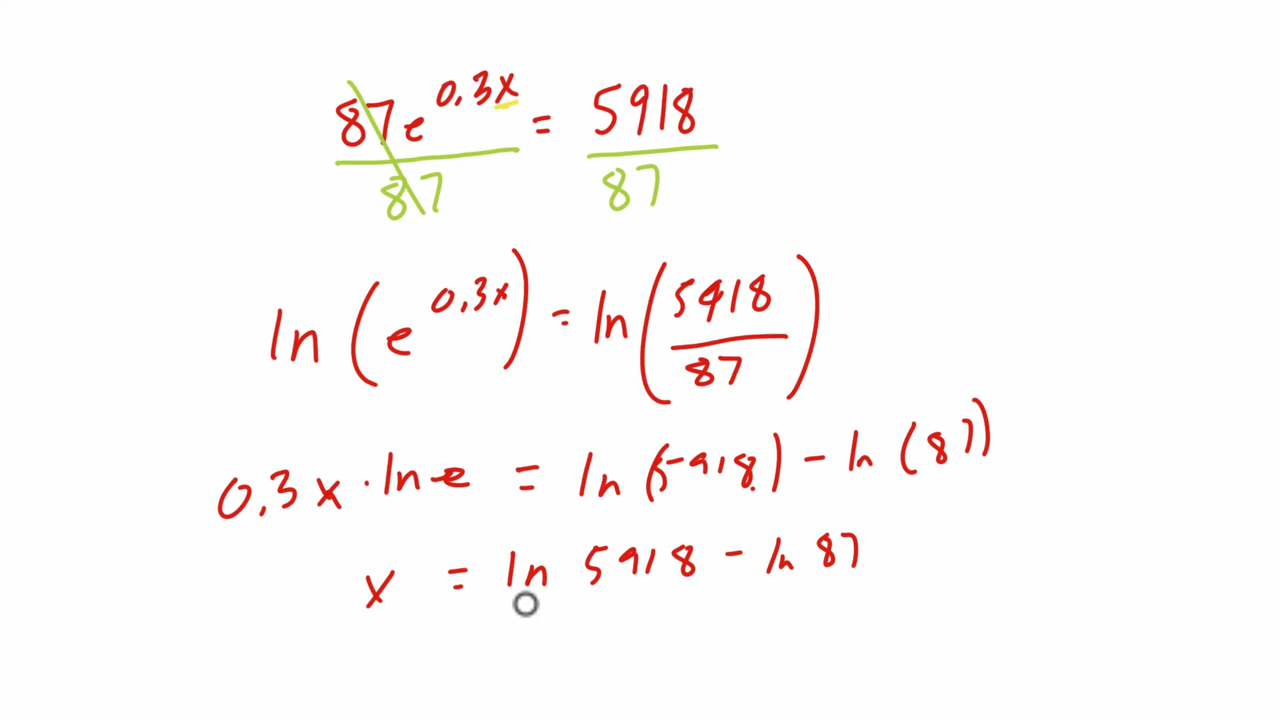 87e^0.3x = 5918
87 87
ln (e^0.3x) = ln (5918/87)
0.3x · ln e = ln (5918) - ln (87)
x = ln 5918 - ln 87